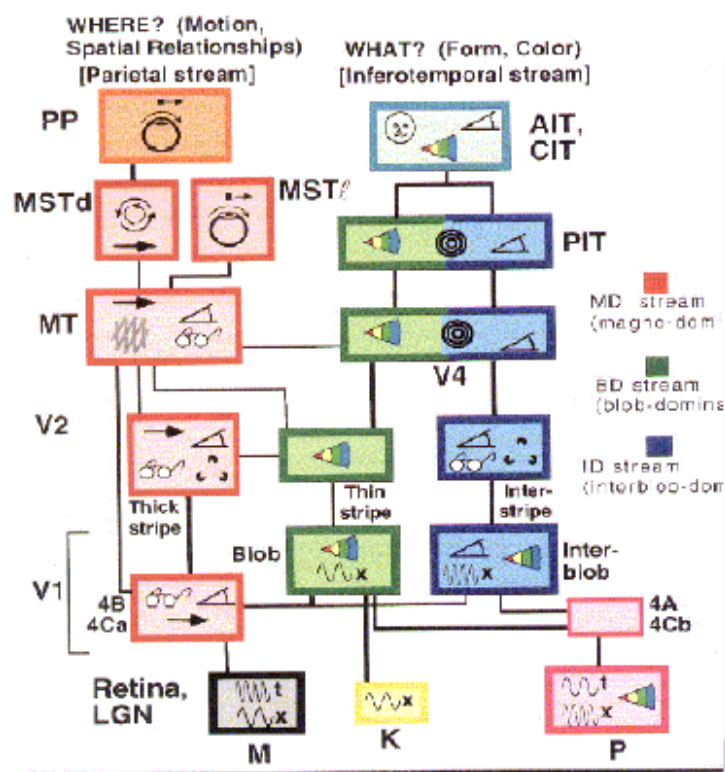 WHERE? (Motion,
Spatial Relationships)
[Parietal stream]
WHAT? (Form, Color)
[Inferotemporal stream]
PP
AIT,
CIT
MSTd
MSTℓ
PIT
MT
MD stream
(magno-domi
V4
BD stream
(blob-domina
V2
ID stream
(interblob-dom
Thick
stripe
Thin
stripe
Inter-
stripe
Blob
Inter-
blob
x
x
V1
4B
4Ca
4A
4Cb
Retina,
LGN
t
x
x
t
x
M
K
P